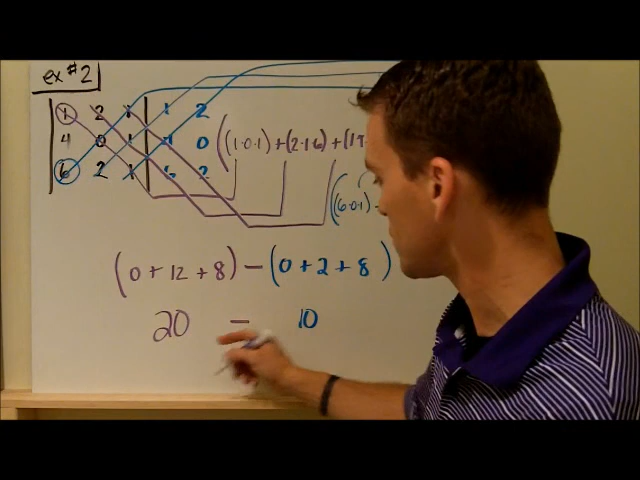 ex #2
1 2 1 1 2
4 0 1 4 0 ((1·0·1)+(2·1·6)+(1·
6 2 1 6 2
((6·0·1)
(0+12+8)-(0+2+8)
20 - 10